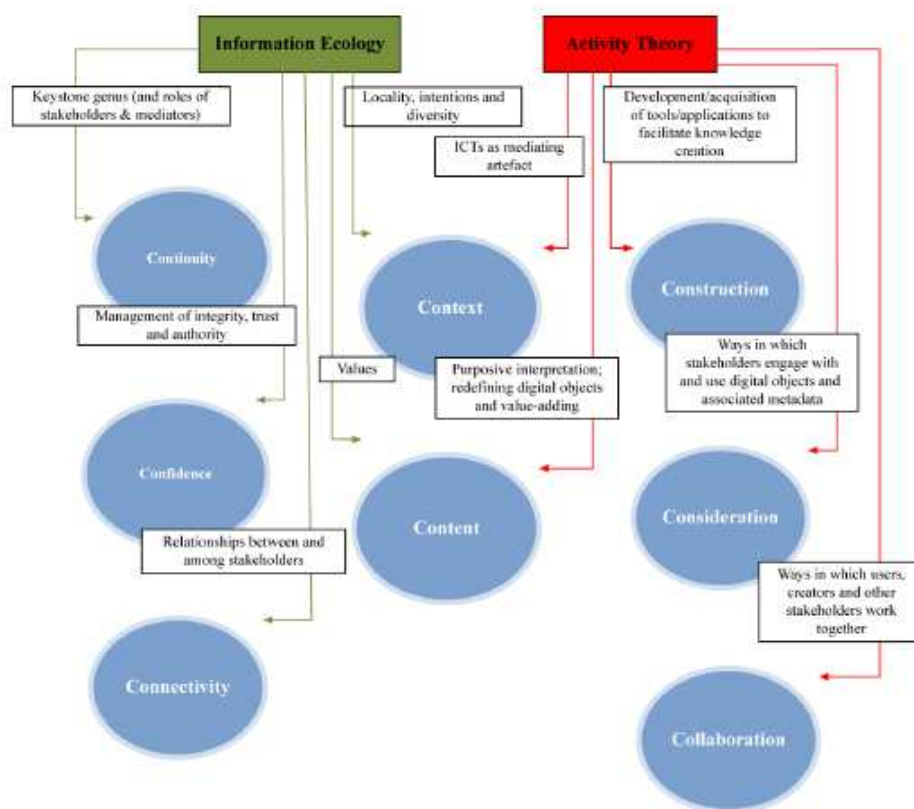 Information Ecology
Activity Theory
Keystone genus (and roles of
stakeholders & mediators)
Locality, intentions and
diversity
Development/acquisition
of tools/applications to
facilitate knowledge
creation
ICTs as mediating
artefact
Continuity
Context
Construction
Management of integrity, trust
and authority
Values
Purposive interpretation;
redefining digital objects
and value-adding
Ways in which
stakeholders engage with
and use digital objects and
associated metadata
Confidence
Content
Consideration
Relationships between and
among stakeholders
Ways in which users,
creators and other
stakeholders work
together
Connectivity
Collaboration